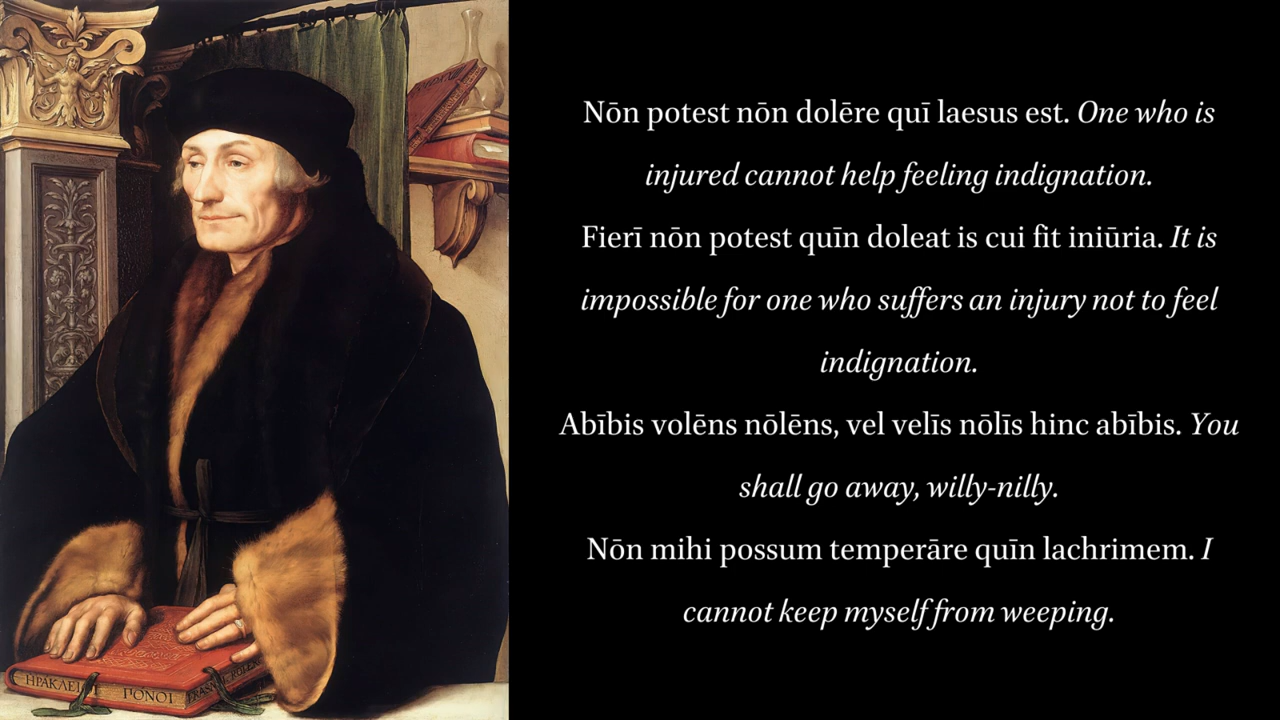 Nōn potest nōn dolēre quī laesus est. One who is
injured cannot help feeling indignation.
Fierī nōn potest quīn doleat is cui fit iniūria. It is
impossible for one who suffers an injury not to feel
indignation.
Abībis volēns nōlēns, vel velīs nōlīs hinc abībis. You
shall go away, willy-nilly.
Nōn mihi possum temperāre quīn lachrimem. I
cannot keep myself from weeping.
ΗΡΑΚΛΕΙ ΠΟΝΟΙ